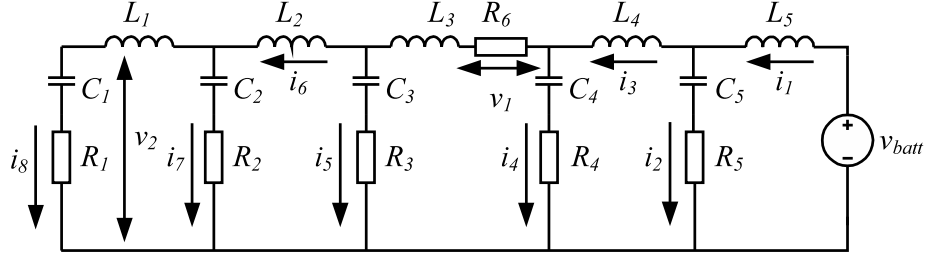 L1 L2 L3 R6 L4 L5
C1 C2 i6 C3 v1 C4 i3 C5 i1
+
i8 R1 v2 i7 R2 i5 R3 i4 R4 i2 R5 vbatt